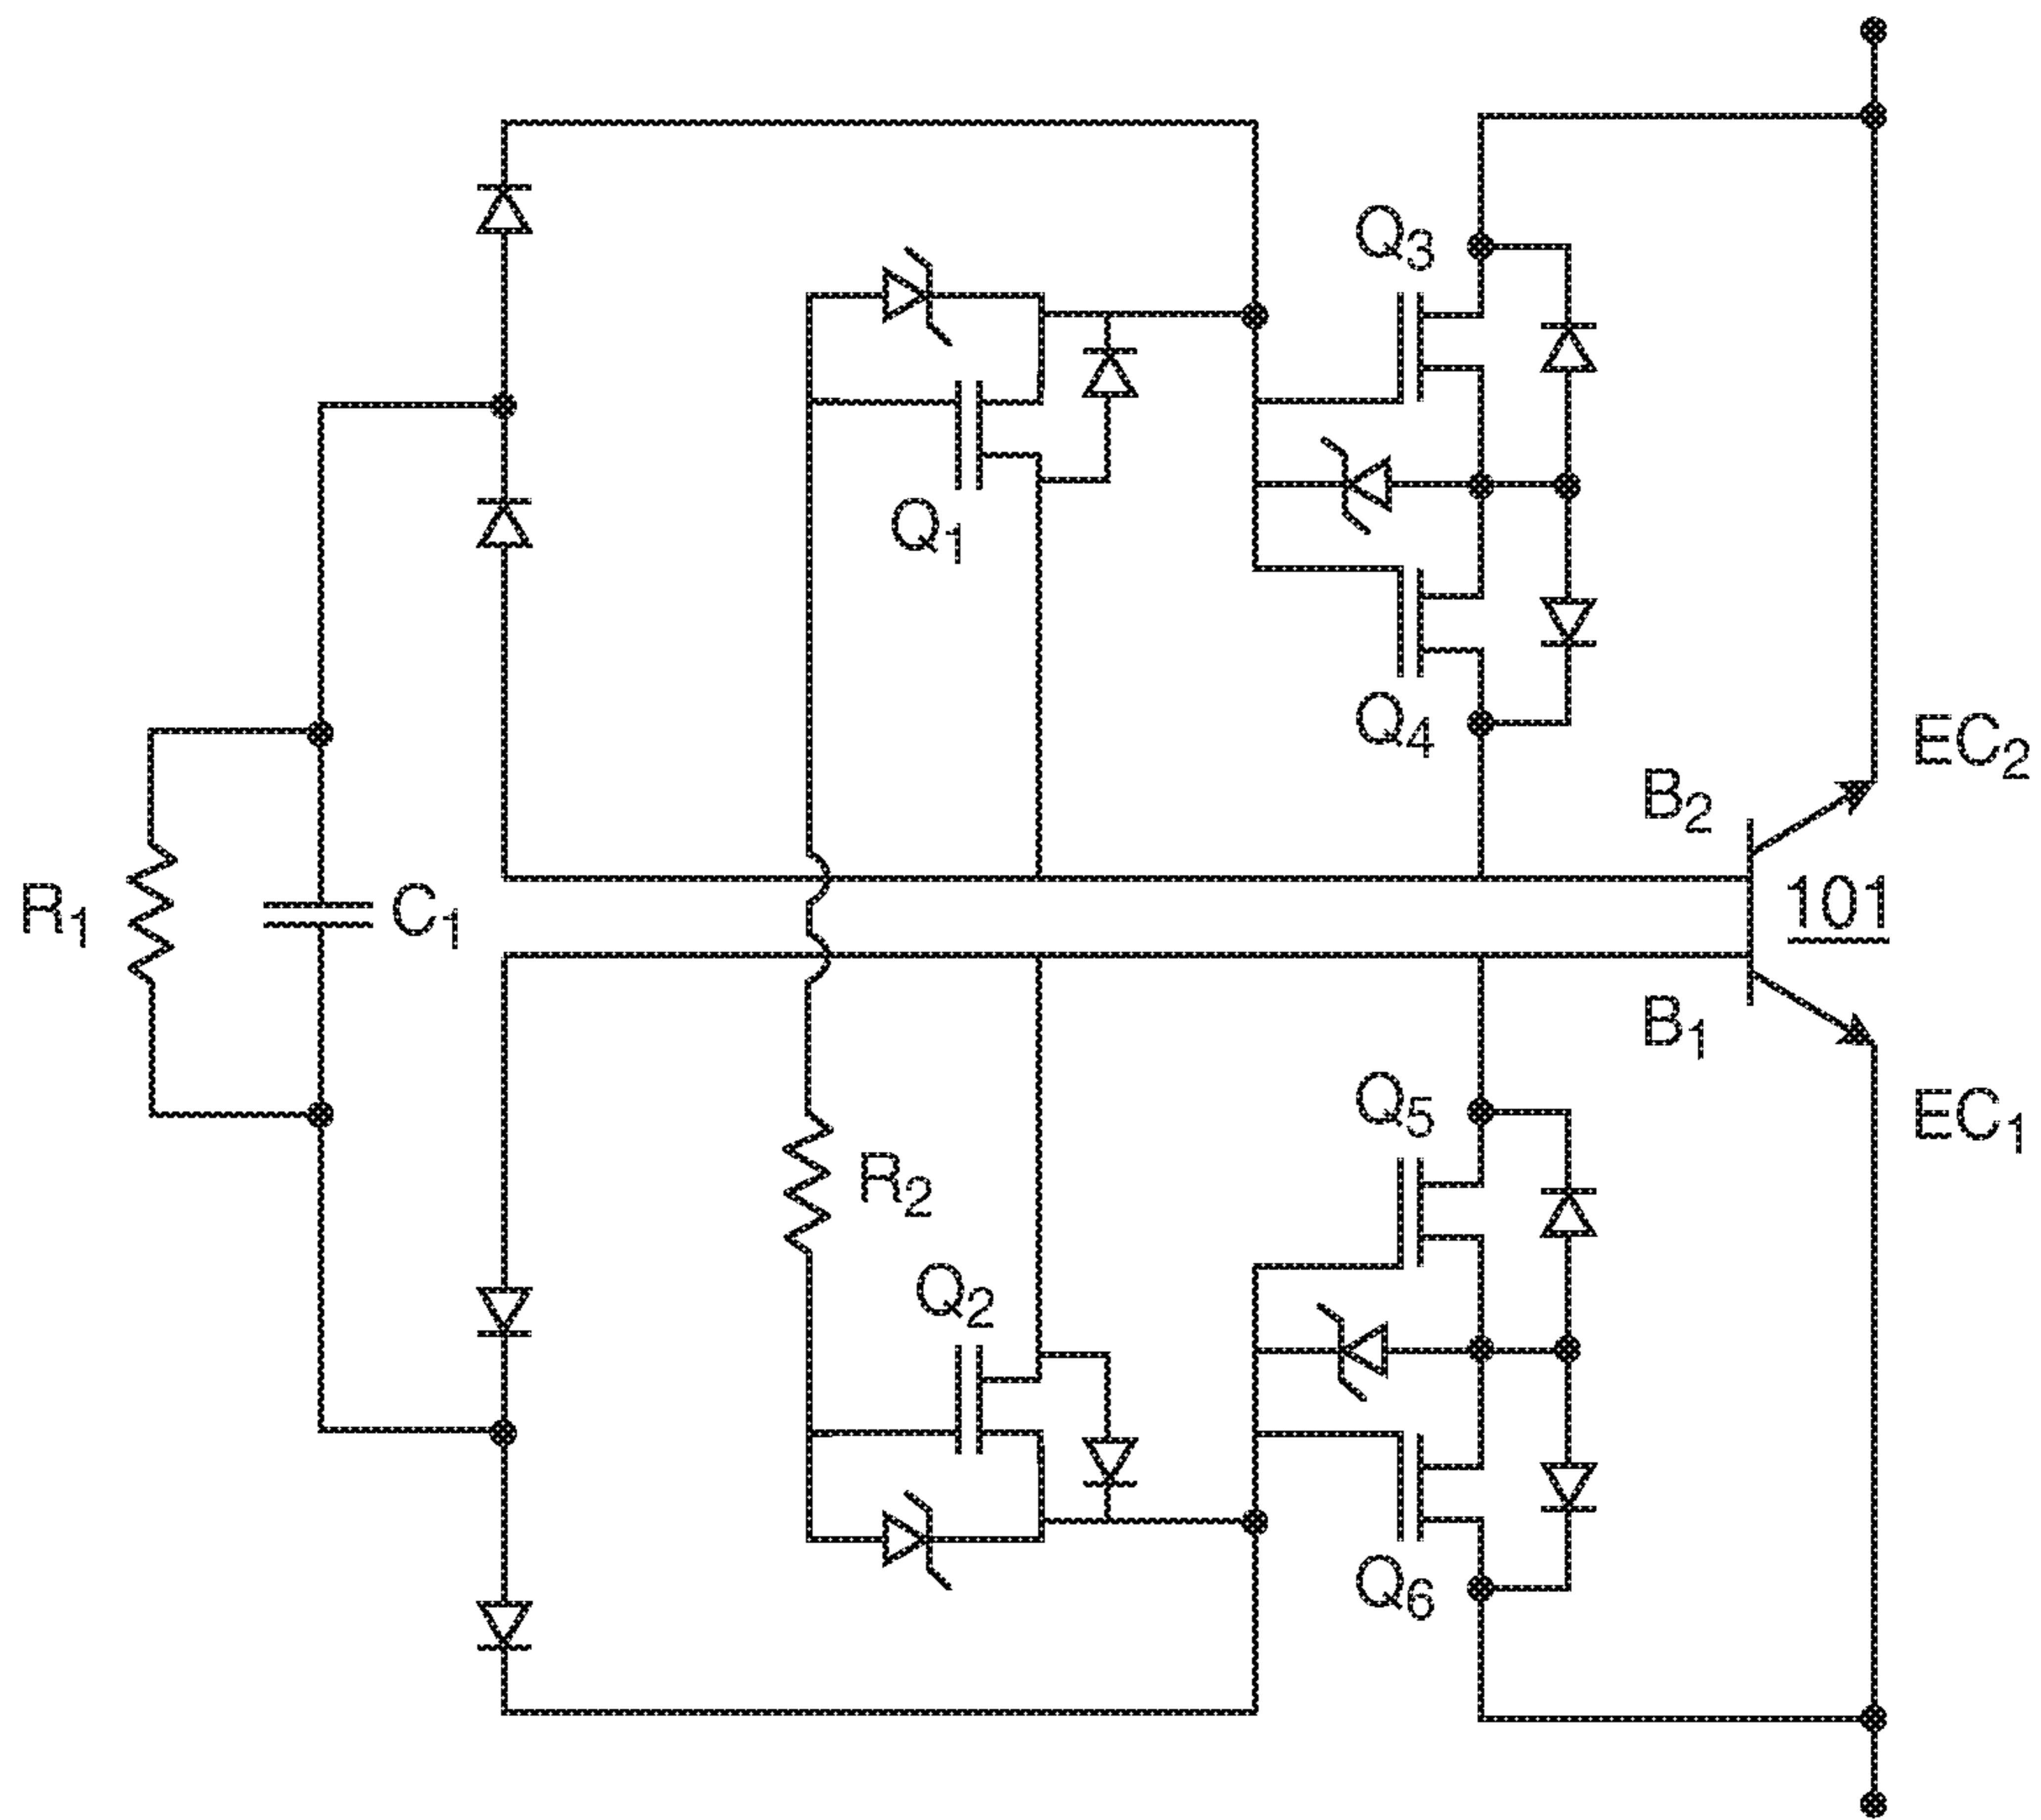 Q₃
Q₁
Q₄
EC₂
B₂
R₁
C₁
101
B₁
Q₅
EC₁
R₂
Q₂
Q₆